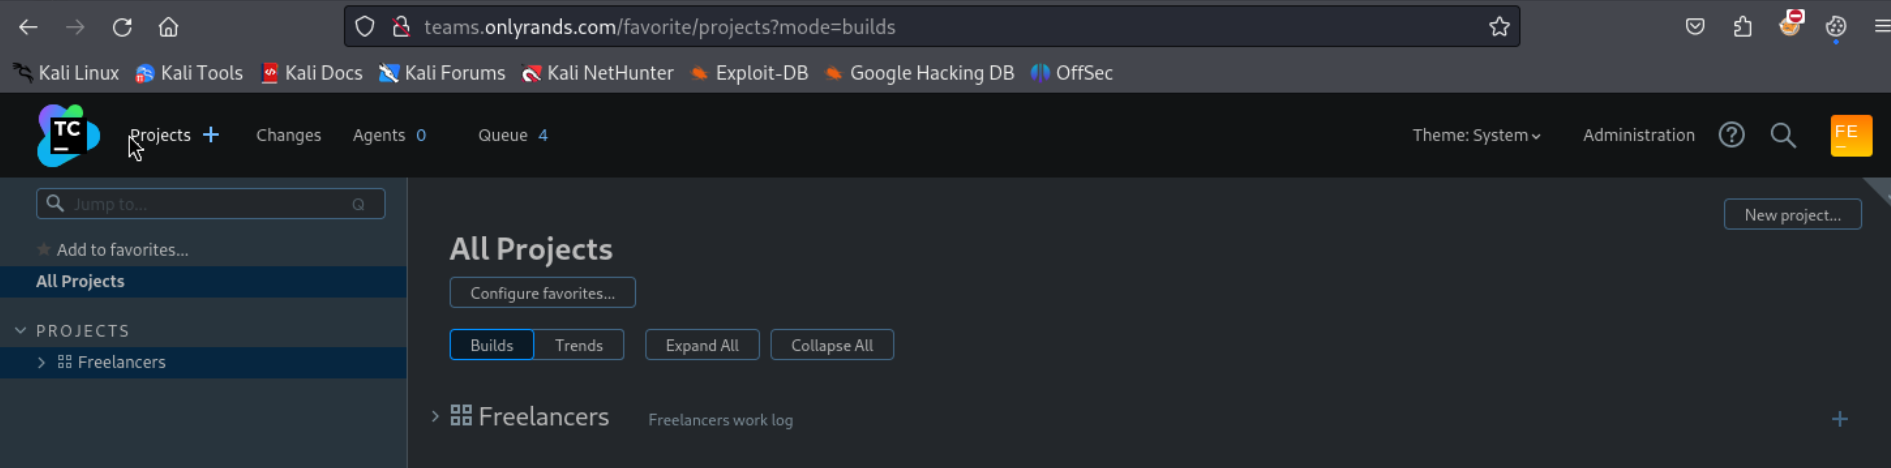 teams.onlyrands.com/favorite/projects?mode=builds
Kali Linux Kali Tools Kali Docs Kali Forums Kali NetHunter Exploit-DB Google Hacking DB OffSec
TC Projects + Changes Agents 0 Queue 4 Theme: System Administration ? FE
Jump to... Q
New project...
Add to favorites...
All Projects
All Projects
Configure favorites...
PROJECTS
Builds Trends Expand All Collapse All
Freelancers
Freelancers Freelancers work log +